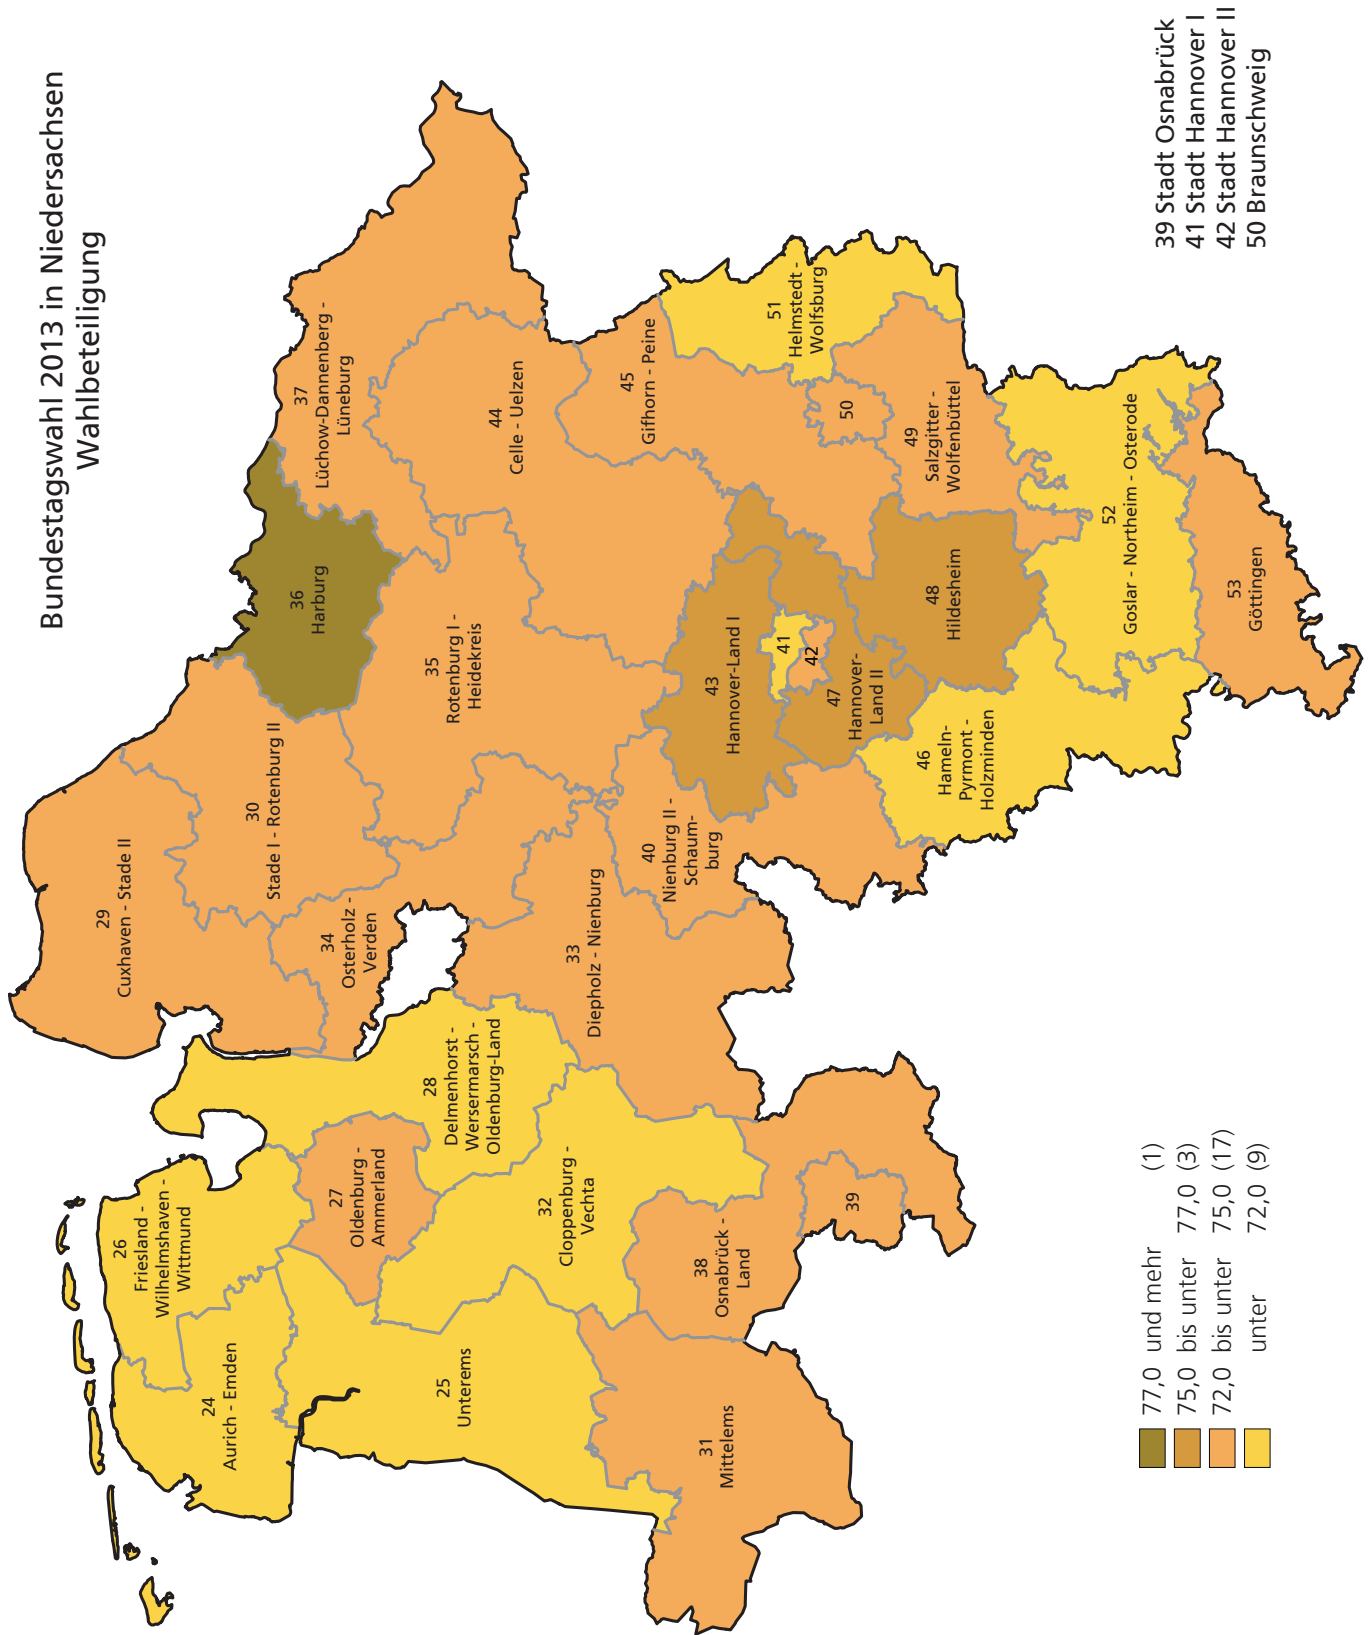 Bundestagswahl 2013 in Niedersachsen
Wahlbeteiligung
24
Aurich - Emden
25
Unterems
26
Friesland -
Wilhelmshaven -
Wittmund
27
Oldenburg -
Ammerland
28
Delmenhorst -
Wersermarsch -
Oldenburg-Land
29
Cuxhaven - Stade II
30
Stade I - Rotenburg II
31
Mittelems
32
Cloppenburg -
Vechta
33
Diepholz - Nienburg
34
Osterholz -
Verden
35
Rotenburg I -
Heidekreis
36
Harburg
37
Lüchow-Dannenberg -
Lüneburg
38
Osnabrück -
Land
39
40
Nienburg II -
Schaum-
burg
41
42
43
Hannover-Land I
44
Celle - Uelzen
45
Gifhorn - Peine
46
Hameln-
Pyrmont -
Holzminden
47
Hannover-
Land II
48
Hildesheim
49
Salzgitter -
Wolfenbüttel
50
51
Helmstedt -
Wolfsburg
52
Goslar - Northeim - Osterode
53
Göttingen
77,0 und mehr (1)
75,0 bis unter 77,0 (3)
72,0 bis unter 75,0 (17)
unter 72,0 (9)
39 Stadt Osnabrück
41 Stadt Hannover I
42 Stadt Hannover II
50 Braunschweig